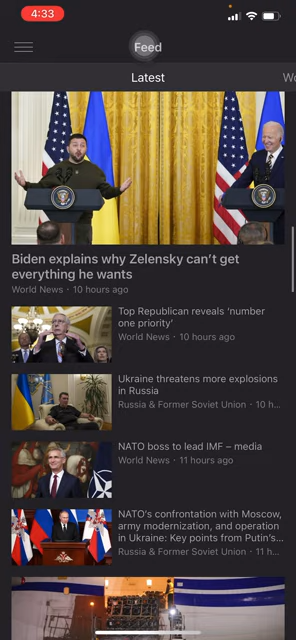 4:33
Feed
Latest
Wo
Biden explains why Zelensky can’t get
everything he wants
World News · 10 hours ago
Top Republican reveals ‘number
one priority’
World News · 10 hours ago
Ukraine threatens more explosions
in Russia
Russia & Former Soviet Union · 10 h...
NATO boss to lead IMF – media
World News · 11 hours ago
NATO’s confrontation with Moscow,
army modernization, and operation
in Ukraine: Key points from Putin’s...
Russia & Former Soviet Union · 11 h...